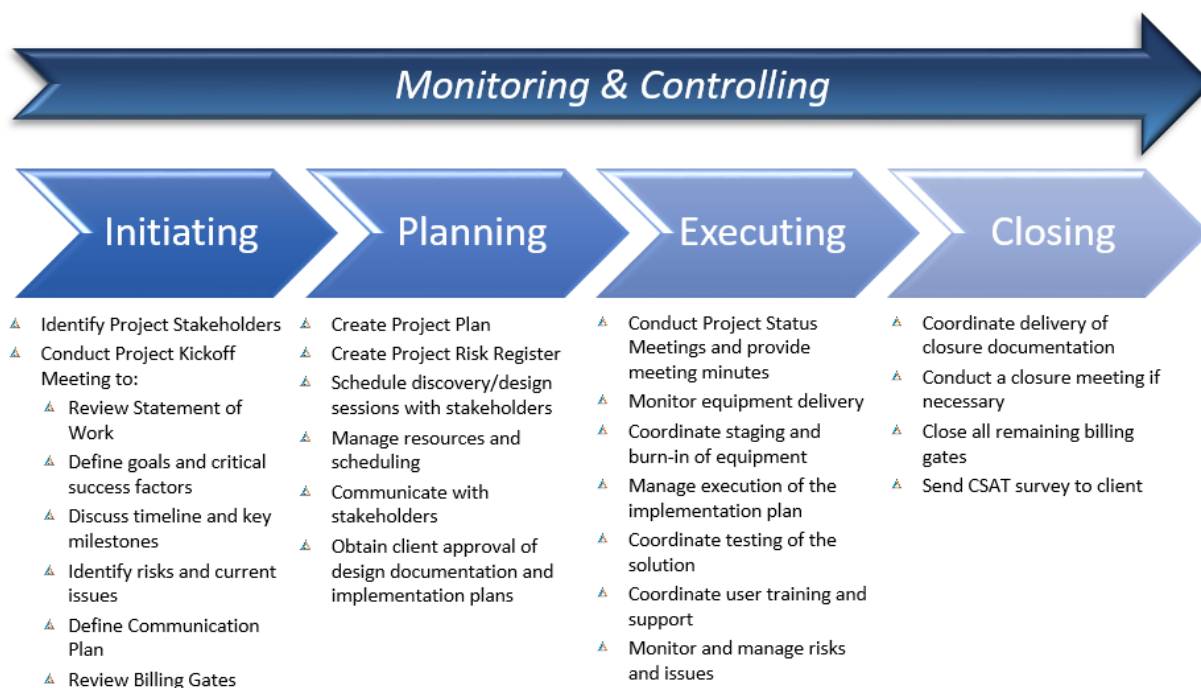 Monitoring & Controlling
Initiating
Planning
Executing
Closing
Identify Project Stakeholders
Conduct Project Kickoff
Meeting to:
Review Statement of
Work
Define goals and critical
success factors
Discuss timeline and key
milestones
Identify risks and current
issues
Define Communication
Plan
Review Billing Gates
Create Project Plan
Create Project Risk Register
Schedule discovery/design
sessions with stakeholders
Manage resources and
scheduling
Communicate with
stakeholders
Obtain client approval of
design documentation and
implementation plans
Conduct Project Status
Meetings and provide
meeting minutes
Monitor equipment delivery
Coordinate staging and
burn-in of equipment
Manage execution of the
implementation plan
Coordinate testing of the
solution
Coordinate user training and
support
Monitor and manage risks
and issues
Coordinate delivery of
closure documentation
Conduct a closure meeting if
necessary
Close all remaining billing
gates
Send CSAT survey to client